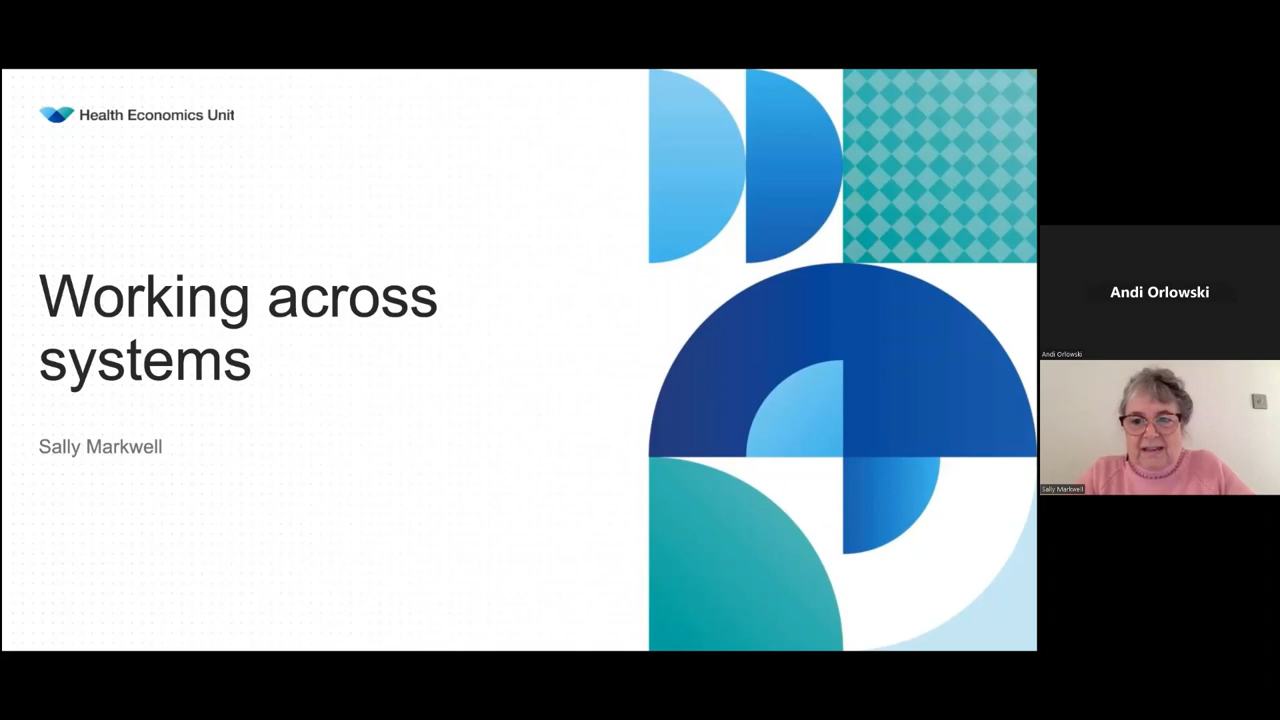 Health Economics Unit
Working across
systems
Sally Markwell
Andi Orlowski
Andi Orlowski
Sally Markwell